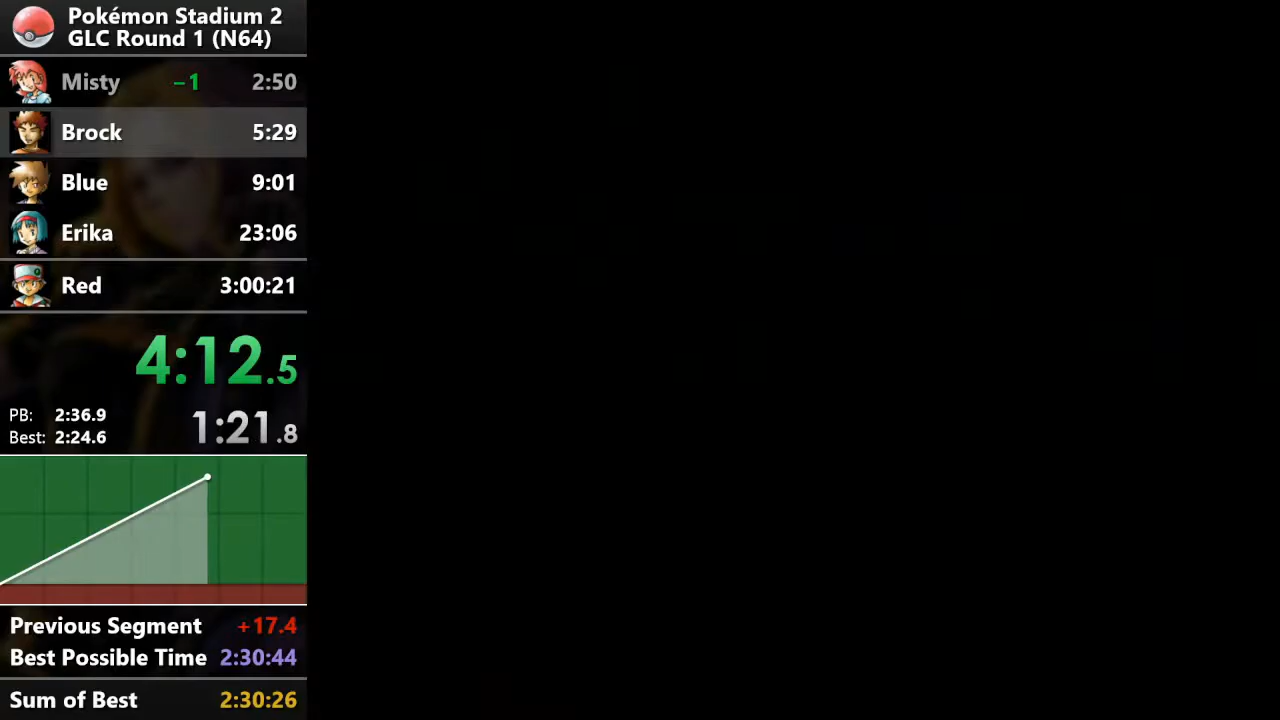 Pokémon Stadium 2
GLC Round 1 (N64)
Misty −1 2:50
Brock 5:29
Blue 9:01
Erika 23:06
Red 3:00:21
4:12.5
PB: 2:36.9
Best: 2:24.6
1:21.8
Previous Segment +17.4
Best Possible Time 2:30:44
Sum of Best 2:30:26